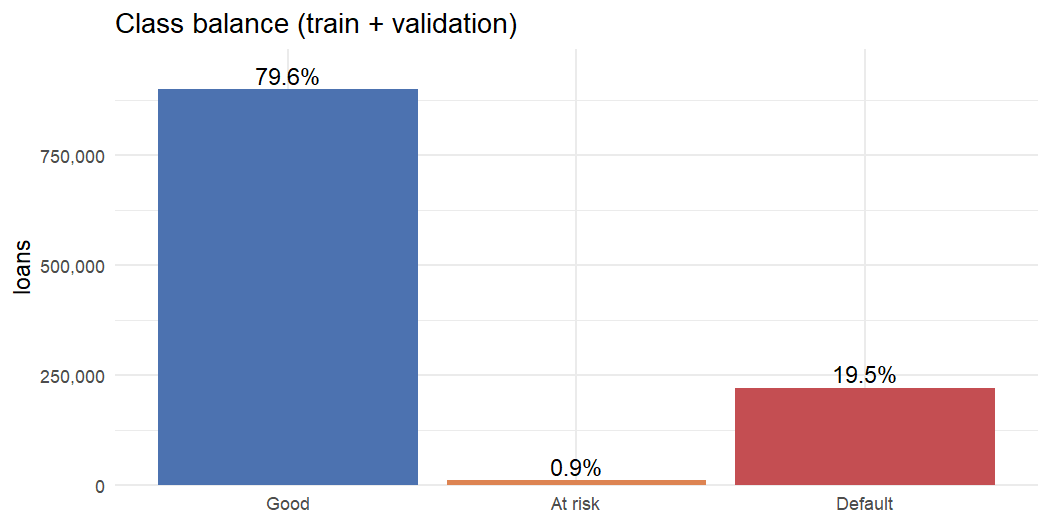 Class balance (train + validation)
79.6%
750,000
loans
500,000
250,000
19.5%
0.9%
0
Good
At risk
Default